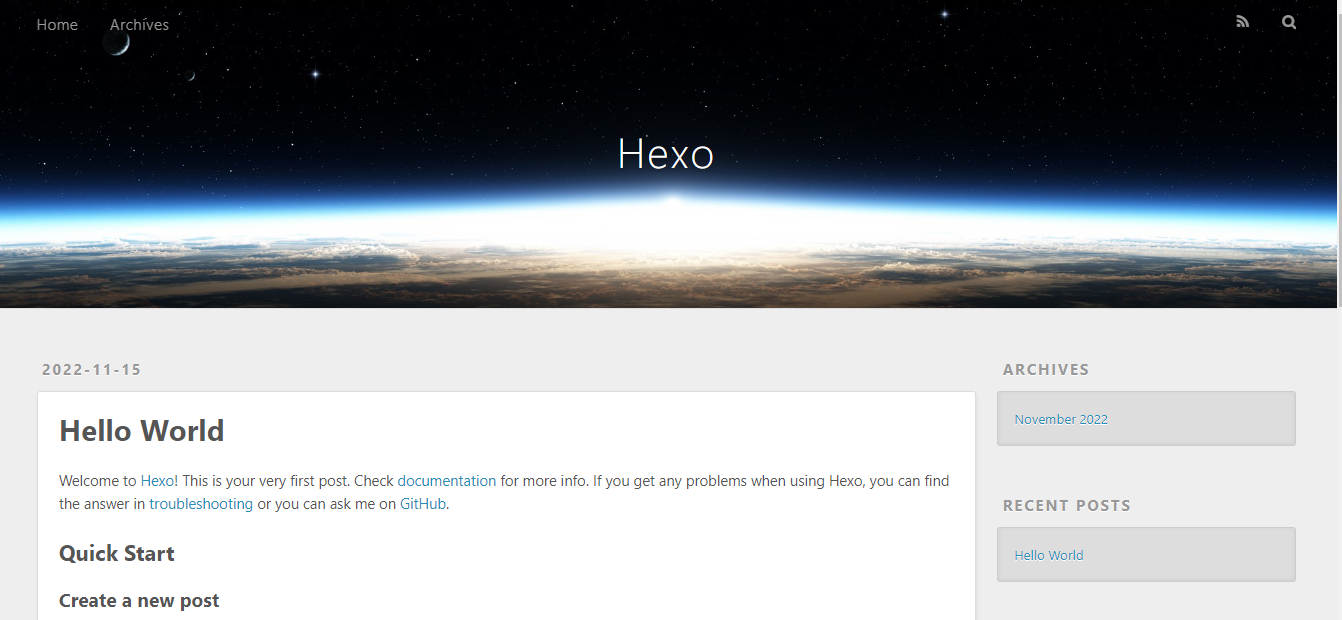 Home Archives
Hexo
2022-11-15
Hello World
Welcome to Hexo! This is your very first post. Check documentation for more info. If you get any problems when using Hexo, you can find
the answer in troubleshooting or you can ask me on GitHub.
Quick Start
Create a new post
ARCHIVES
November 2022
RECENT POSTS
Hello World